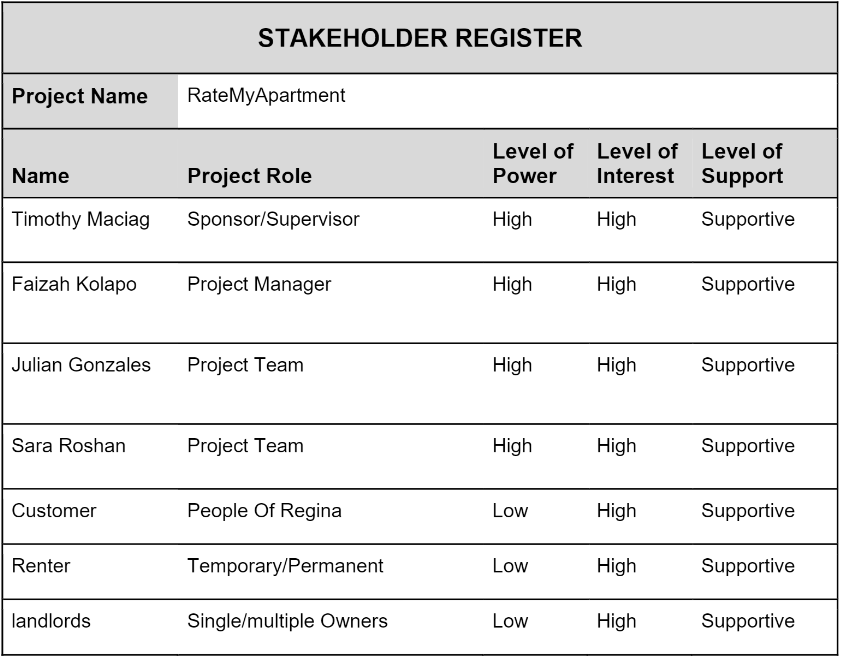 STAKEHOLDER REGISTER
Project Name RateMyApartment
Name Project Role Level of Power Level of Interest Level of Support
Timothy Maciag Sponsor/Supervisor High High Supportive
Faizah Kolapo Project Manager High High Supportive
Julian Gonzales Project Team High High Supportive
Sara Roshan Project Team High High Supportive
Customer People Of Regina Low High Supportive
Renter Temporary/Permanent Low High Supportive
landlords Single/multiple Owners Low High Supportive